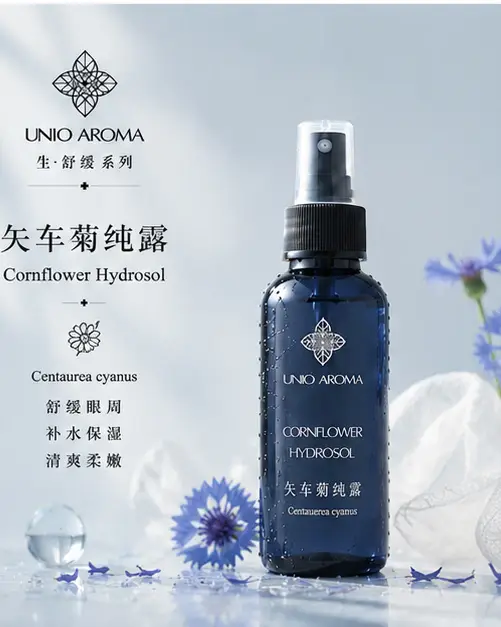 UNIO AROMA
生·舒缓系列
矢车菊纯露
Cornflower Hydrosol
Centaurea cyanus
舒缓眼周
补水保湿
清爽柔嫩
UNIO AROMA
CORNFLOWER
HYDROSOL
矢车菊纯露
Centauerea cyanus